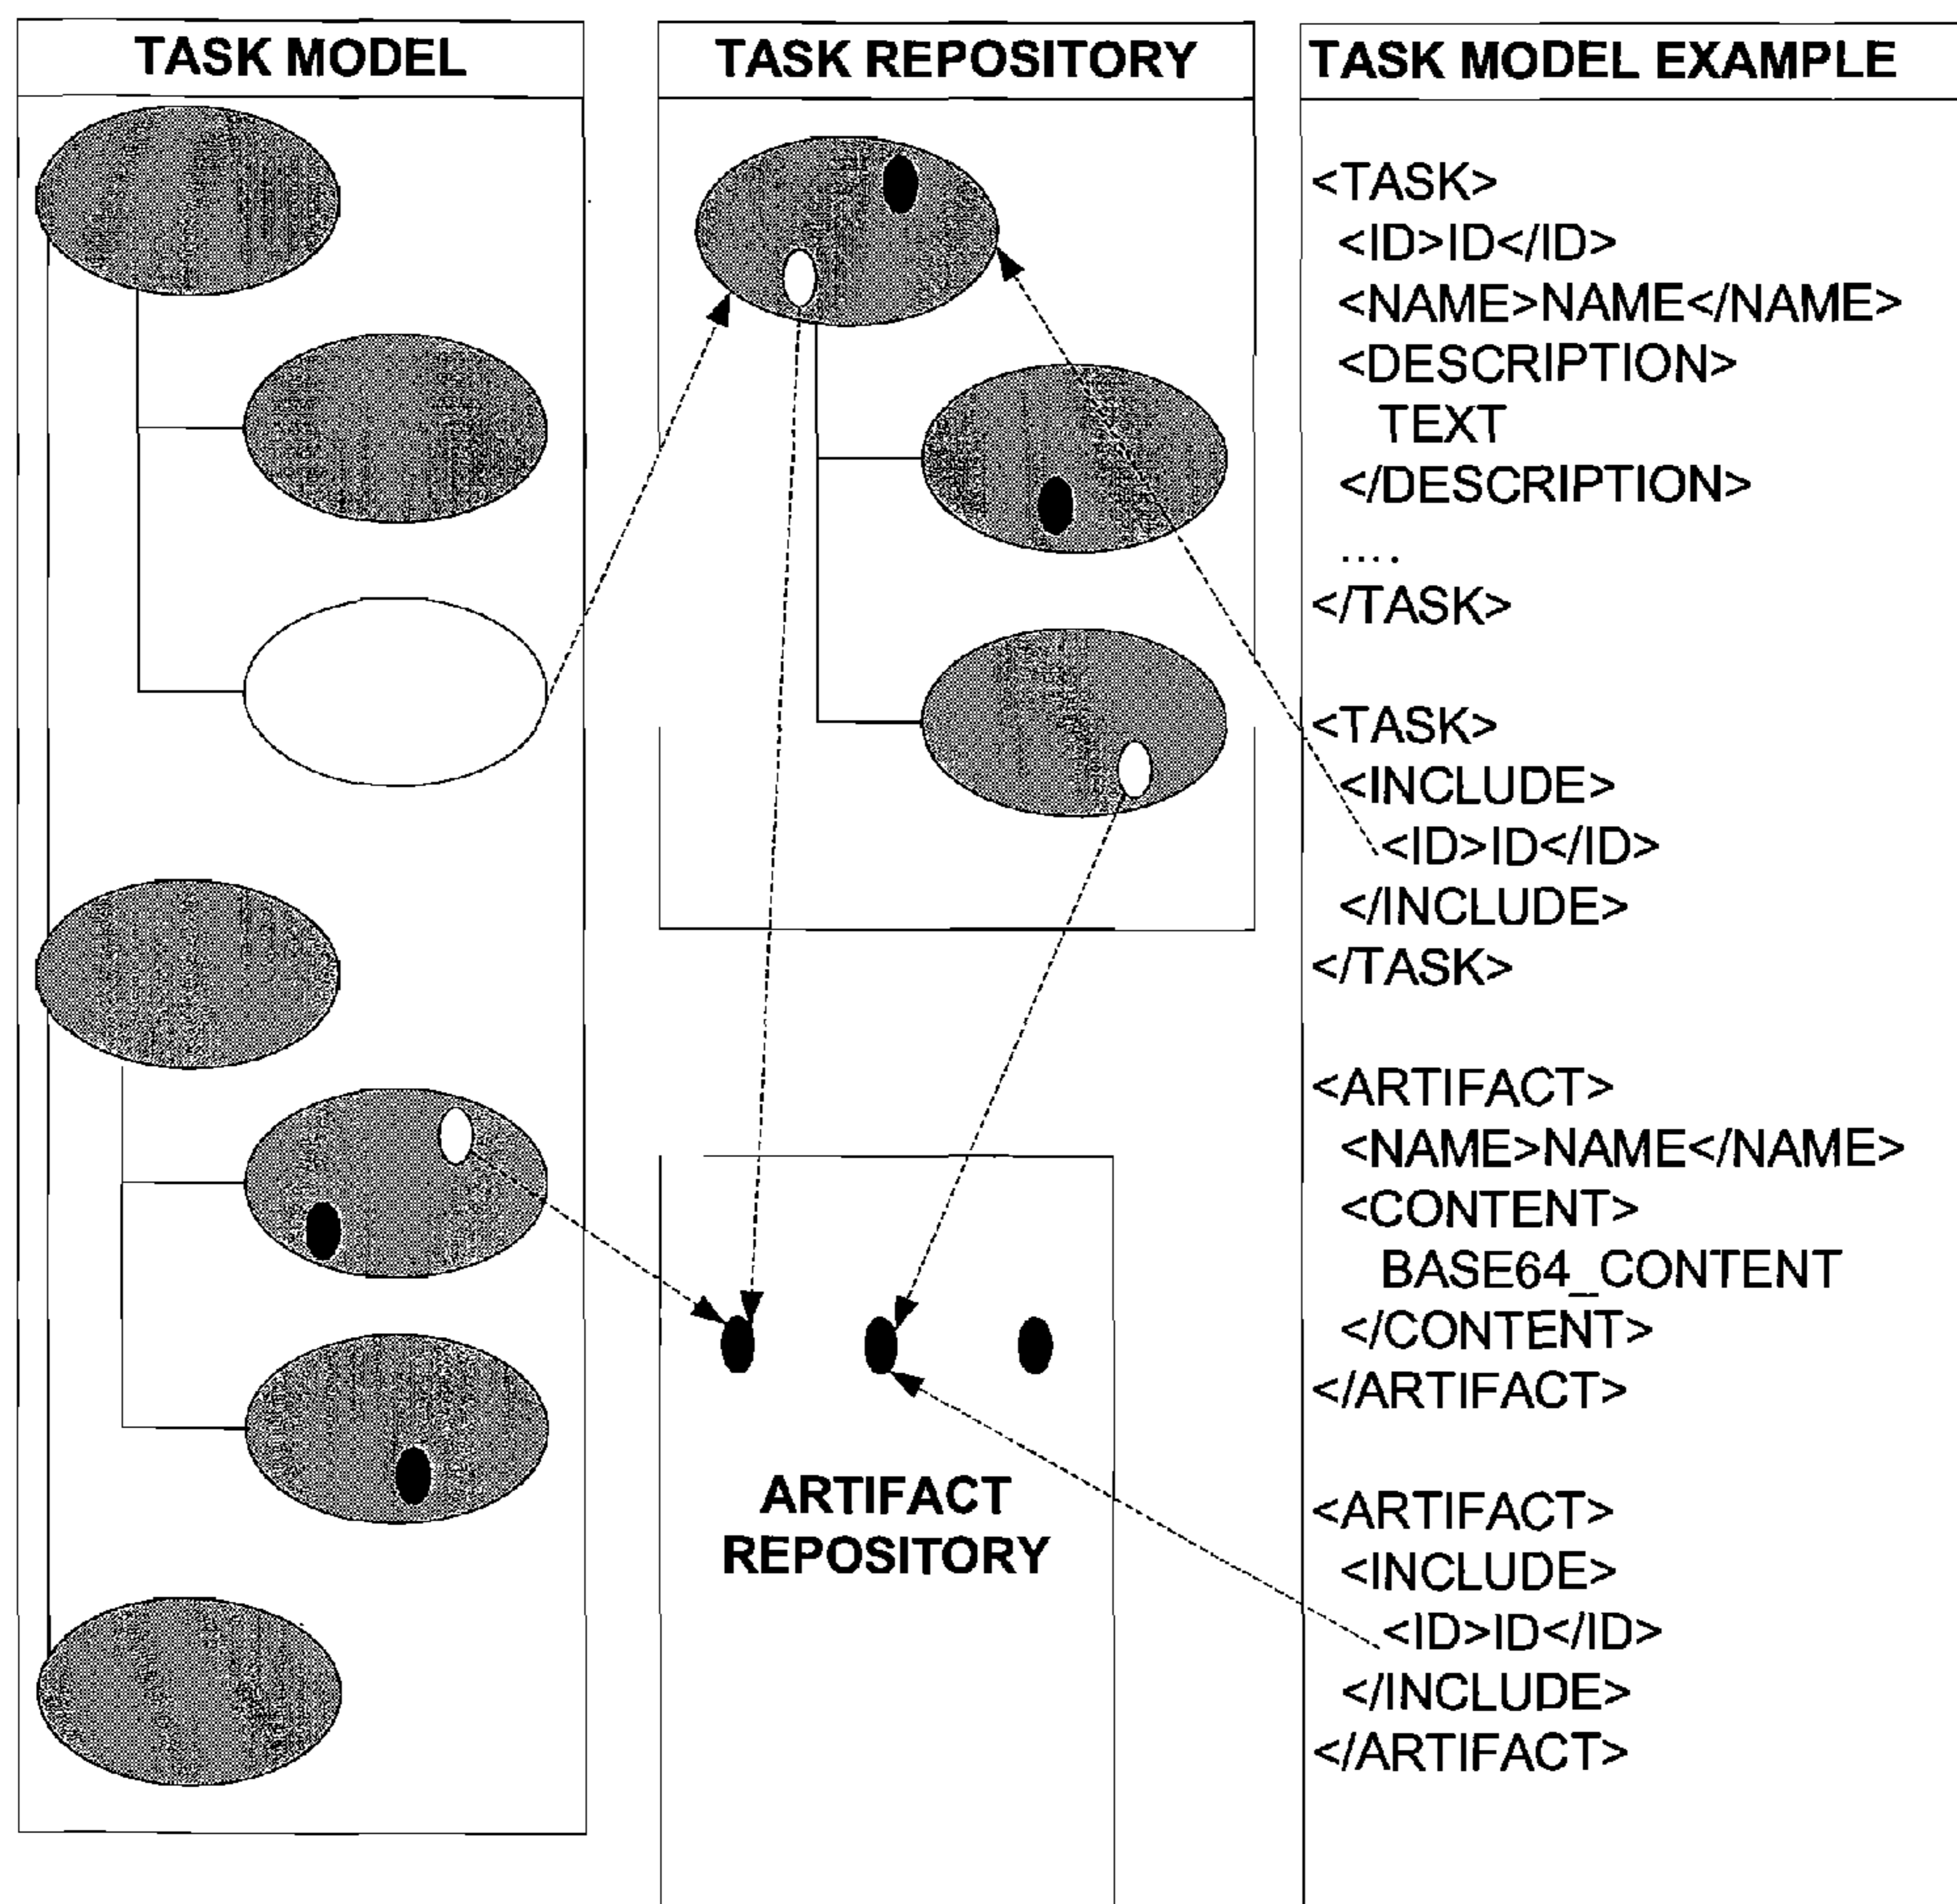 TASK MODEL
TASK REPOSITORY
ARTIFACT
REPOSITORY
TASK MODEL EXAMPLE
<TASK>
<ID>ID</ID>
<NAME>NAME</NAME>
<DESCRIPTION>
TEXT
</DESCRIPTION>
....
</TASK>
<TASK>
<INCLUDE>
<ID>ID</ID>
</INCLUDE>
</TASK>
<ARTIFACT>
<NAME>NAME</NAME>
<CONTENT>
BASE64_CONTENT
</CONTENT>
</ARTIFACT>
<ARTIFACT>
<INCLUDE>
<ID>ID</ID>
</INCLUDE>
</ARTIFACT>